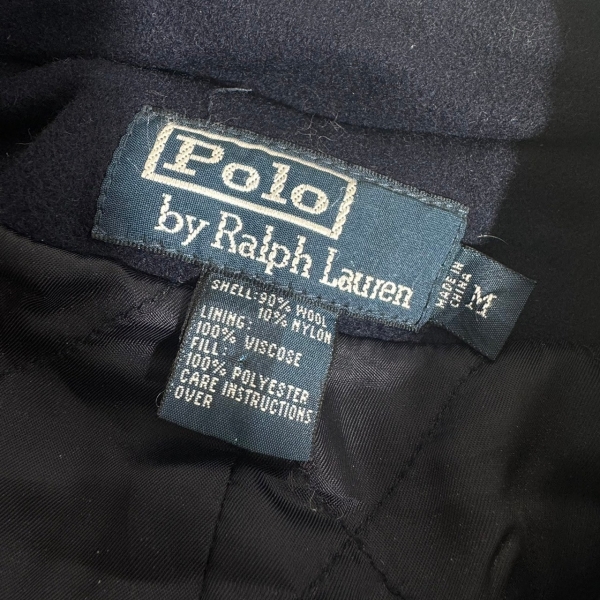 Polo
by Ralph Lauren
MADE IN
CHINA
M
SHELL: 90% WOOL
10% NYLON
LINING:
100% VISCOSE
FILL:
100% POLYESTER
CARE INSTRUCTIONS
OVER